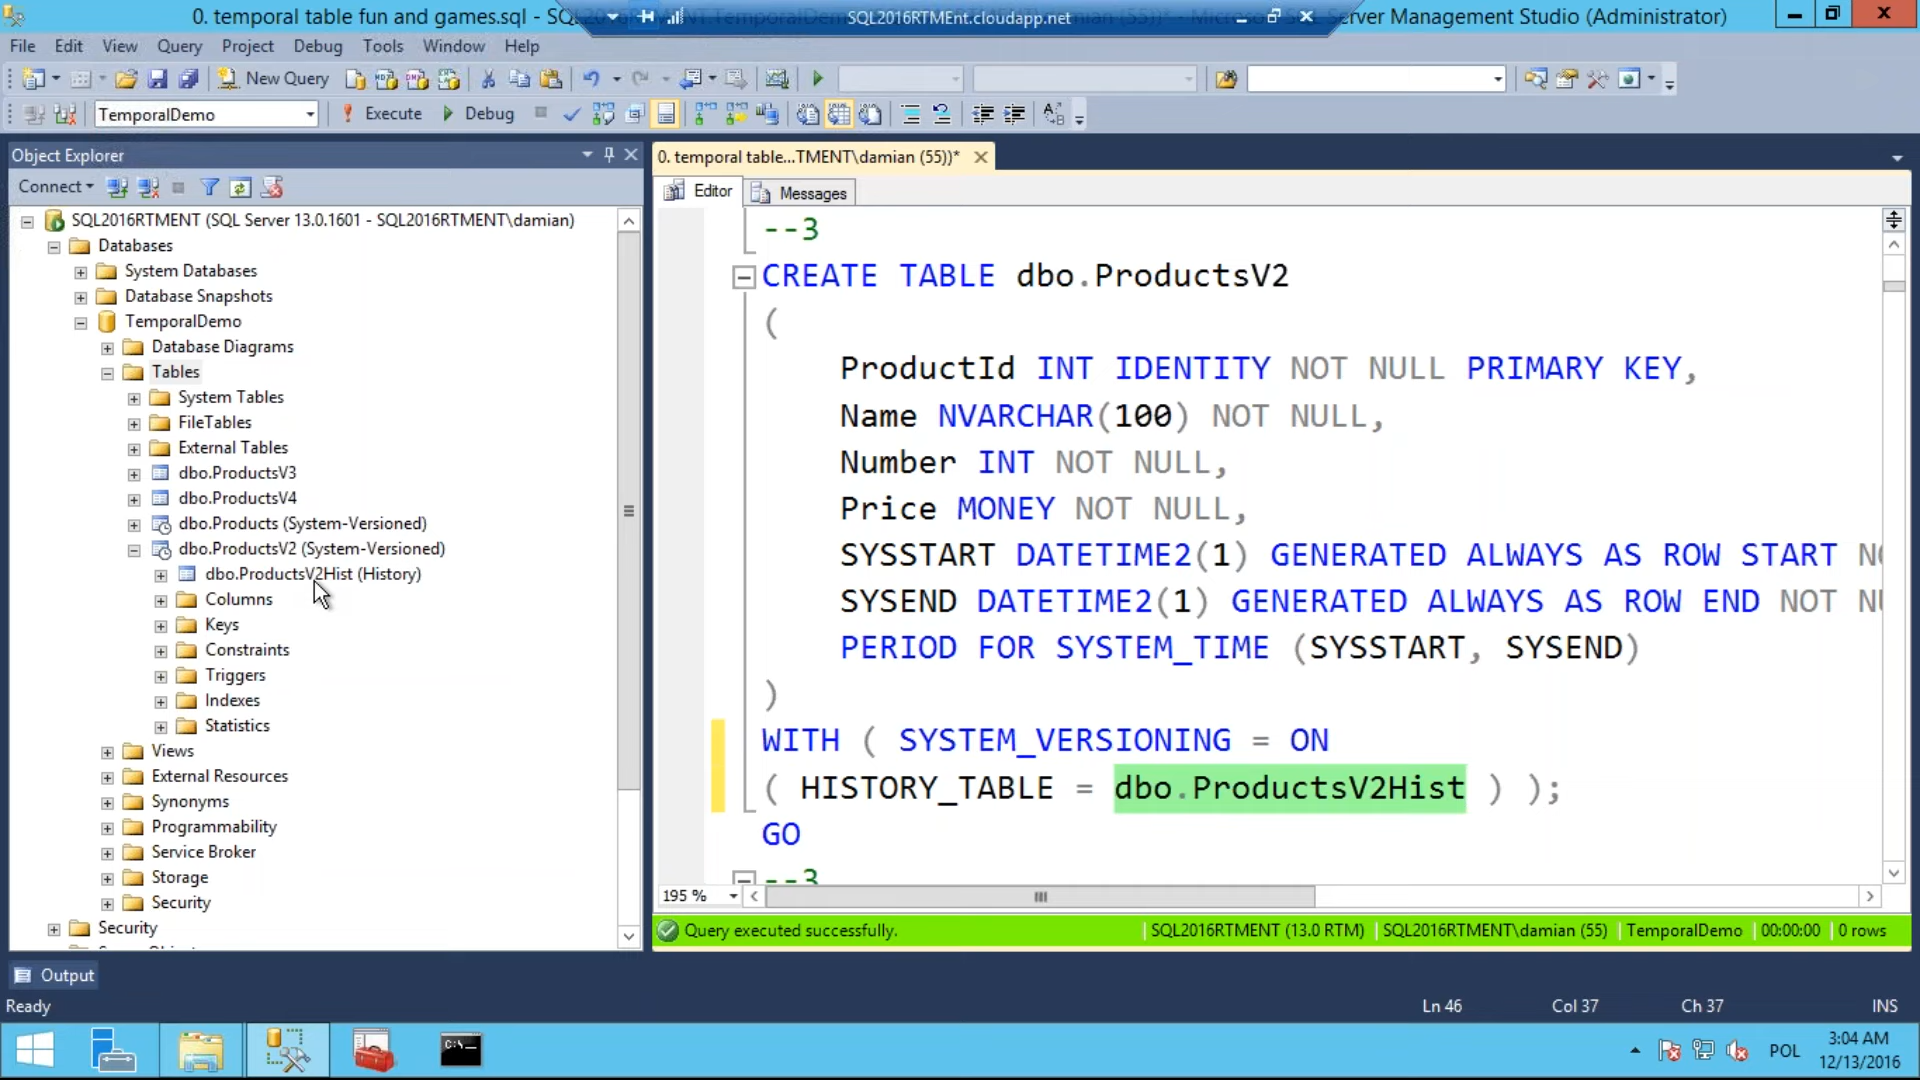 0. temporal table fun and games.sql - SQL
SQL2016RTMEnt.cloudapp.net
SQL Server Management Studio (Administrator)
File Edit View Query Project Debug Tools Window Help
New Query
TemporalDemo Execute Debug
Object Explorer
0. temporal table...TMENT\damian (55))*
Connect
Editor Messages
SQL2016RTMENT (SQL Server 13.0.1601 - SQL2016RTMENT\damian)
Databases
System Databases
Database Snapshots
TemporalDemo
Database Diagrams
Tables
System Tables
FileTables
External Tables
dbo.ProductsV3
dbo.ProductsV4
dbo.Products (System-Versioned)
dbo.ProductsV2 (System-Versioned)
dbo.ProductsV2Hist (History)
Columns
Keys
Constraints
Triggers
Indexes
Statistics
Views
External Resources
Synonyms
Programmability
Service Broker
Storage
Security
Security
--3
CREATE TABLE dbo.ProductsV2
(
ProductId INT IDENTITY NOT NULL PRIMARY KEY,
Name NVARCHAR(100) NOT NULL,
Number INT NOT NULL,
Price MONEY NOT NULL,
SYSSTART DATETIME2(1) GENERATED ALWAYS AS ROW START
SYSEND DATETIME2(1) GENERATED ALWAYS AS ROW END NOT
PERIOD FOR SYSTEM_TIME (SYSSTART, SYSEND)
)
WITH ( SYSTEM_VERSIONING = ON
( HISTORY_TABLE = dbo.ProductsV2Hist ) );
GO
--3
195 %
Query executed successfully. SQL2016RTMENT (13.0 RTM) SQL2016RTMENT\damian (55) TemporalDemo 00:00:00 0 rows
Output
Ready Ln 46 Col 37 Ch 37 INS
POL
3:04 AM
12/13/2016